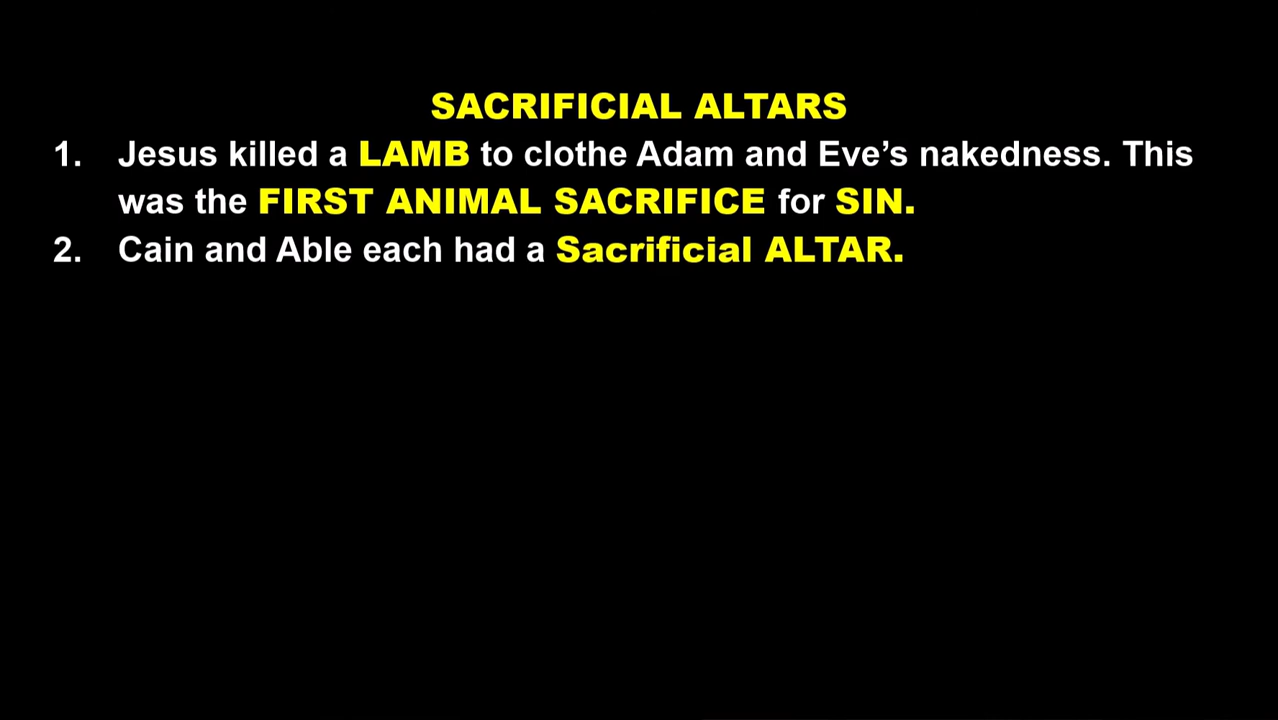 SACRIFICIAL ALTARS
1. Jesus killed a LAMB to clothe Adam and Eve’s nakedness. This
was the FIRST ANIMAL SACRIFICE for SIN.
2. Cain and Able each had a Sacrificial ALTAR.